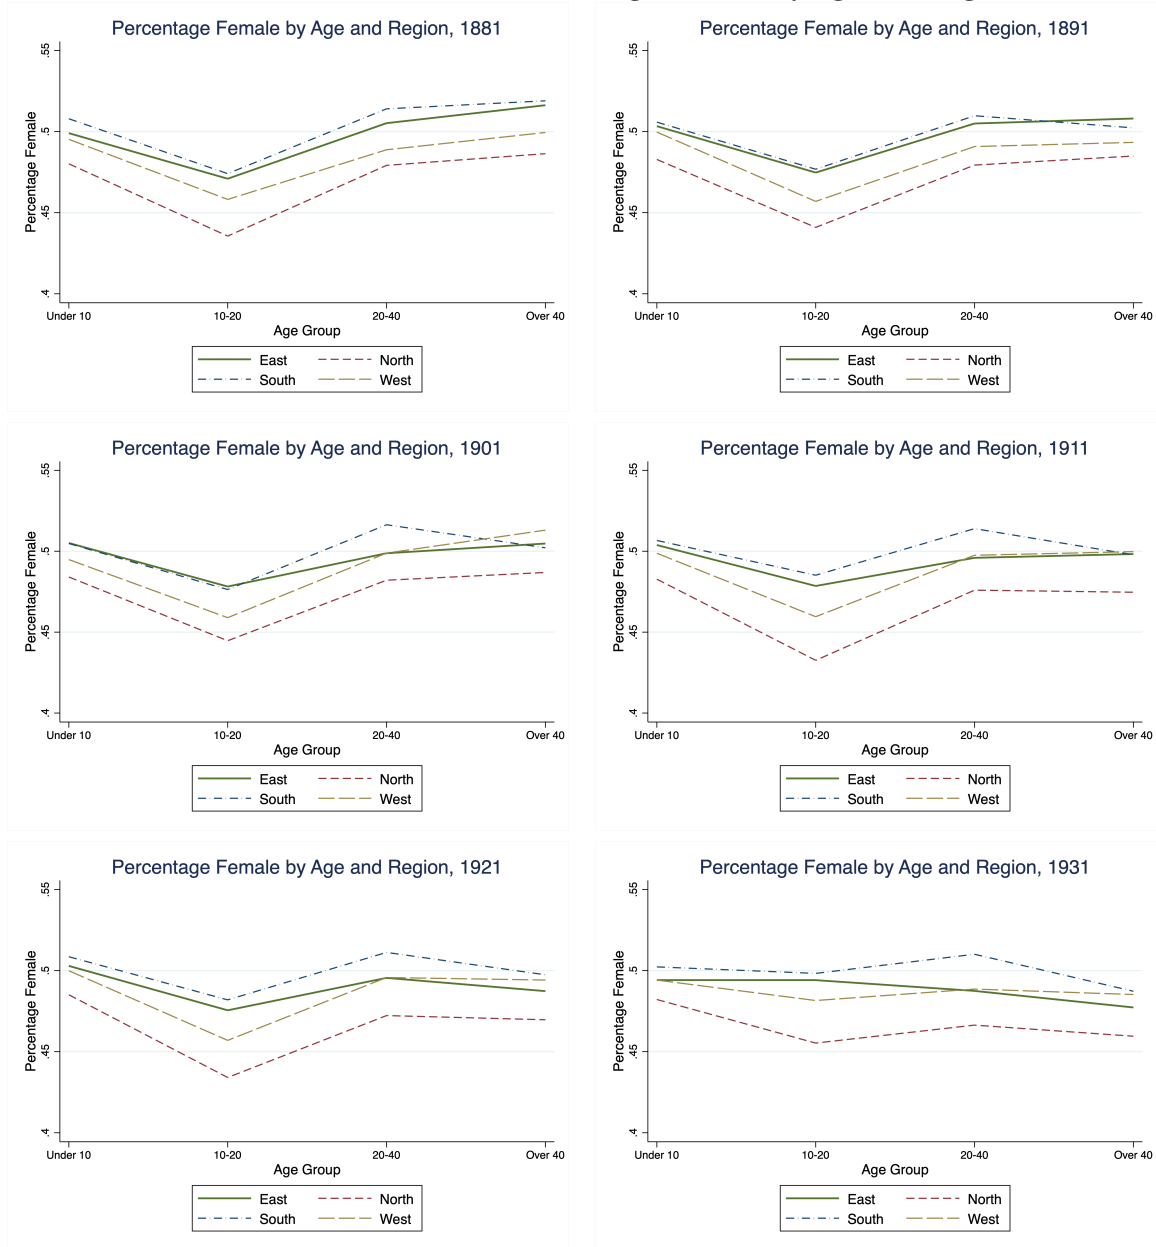 Percentage Female by Age and Region, 1881
.55
.5
.45
.4
Percentage Female
Under 10
10-20
20-40
Over 40
Age Group
East
North
South
West
Percentage Female by Age and Region, 1891
.55
.5
.45
.4
Percentage Female
Under 10
10-20
20-40
Over 40
Age Group
East
North
South
West
Percentage Female by Age and Region, 1901
.55
.5
.45
.4
Percentage Female
Under 10
10-20
20-40
Over 40
Age Group
East
North
South
West
Percentage Female by Age and Region, 1911
.55
.5
.45
.4
Percentage Female
Under 10
10-20
20-40
Over 40
Age Group
East
North
South
West
Percentage Female by Age and Region, 1921
.55
.5
.45
.4
Percentage Female
Under 10
10-20
20-40
Over 40
Age Group
East
North
South
West
Percentage Female by Age and Region, 1931
.55
.5
.45
.4
Percentage Female
Under 10
10-20
20-40
Over 40
Age Group
East
North
South
West